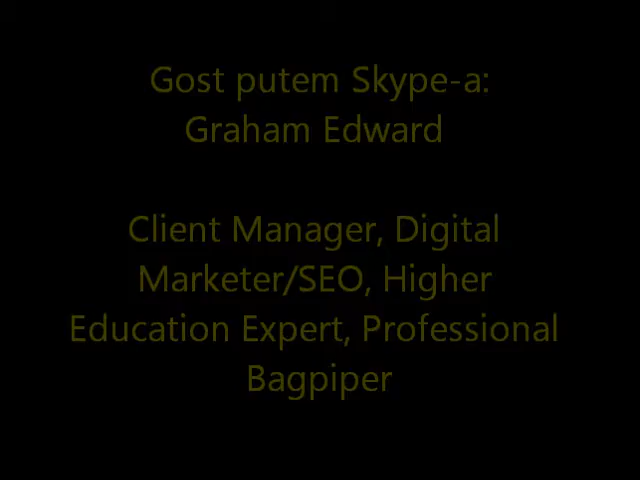 Gost putem Skype-a:
Graham Edward
Client Manager, Digital
Marketer/SEO, Higher
Education Expert, Professional
Bagpiper